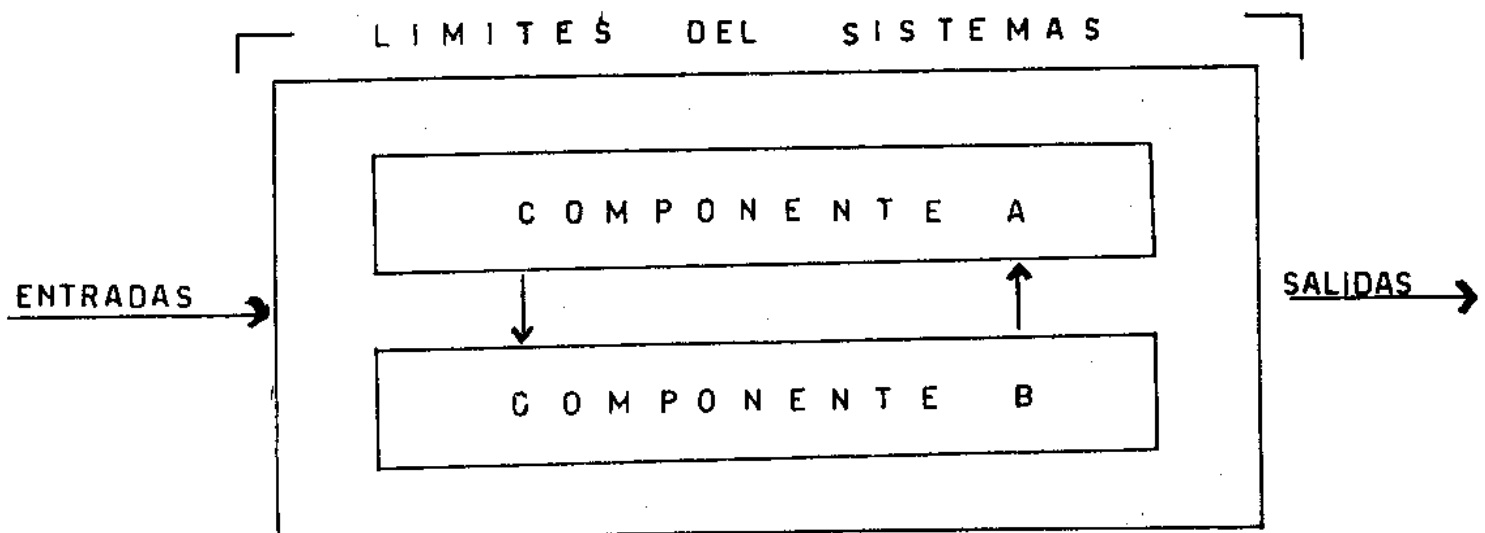 LIMITES DEL SISTEMAS
COMPONENTE A
ENTRADAS
SALIDAS
COMPONENTE B